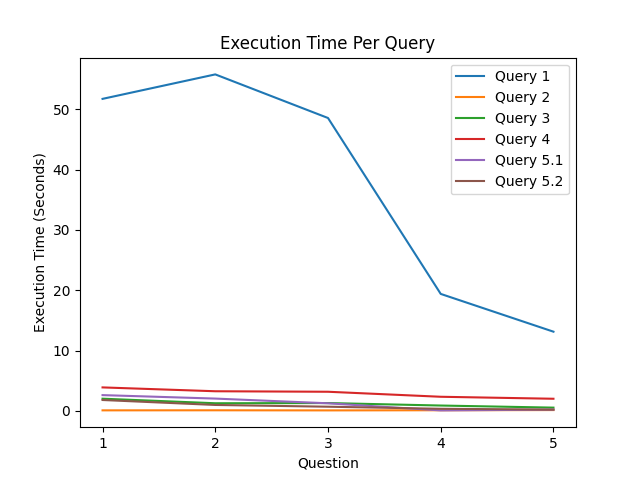 Execution Time Per Query
Query 1
Query 2
Query 3
Query 4
Query 5.1
Query 5.2
Execution Time (Seconds)
50
40
30
20
10
0
1 2 3 4 5
Question